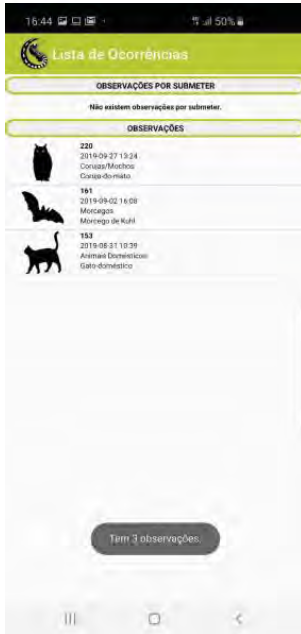 16:44
50%
Lista de Ocorrências
OBSERVAÇÕES POR SUBMETER
Não existem observações por submeter.
OBSERVAÇÕES
220
2019-09-27 13:24
Corujas/Mochos
Coruja-do-mato
161
2019-09-02 16:08
Morcegos
Morcego de Kuhl
153
2019-08-31 10:39
Animais Domésticos
Gato-doméstico
Tem 3 observações.